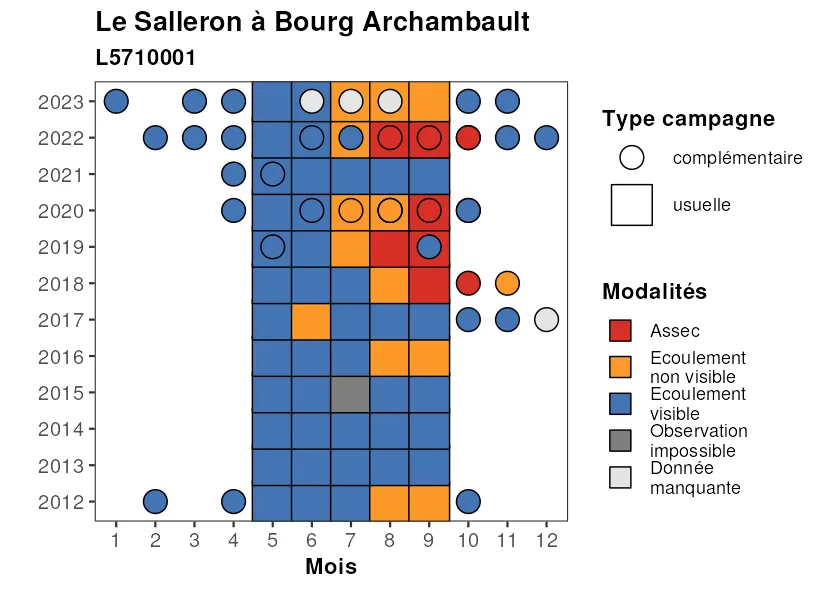 Le Salleron à Bourg Archambault
L5710001
2023
2022
2021
2020
2019
2018
2017
2016
2015
2014
2013
2012
1 2 3 4 5 6 7 8 9 10 11 12
Mois
Type campagne
complémentaire
usuelle
Modalités
Assec
Ecoulement
non visible
Ecoulement
visible
Observation
impossible
Donnée
manquante